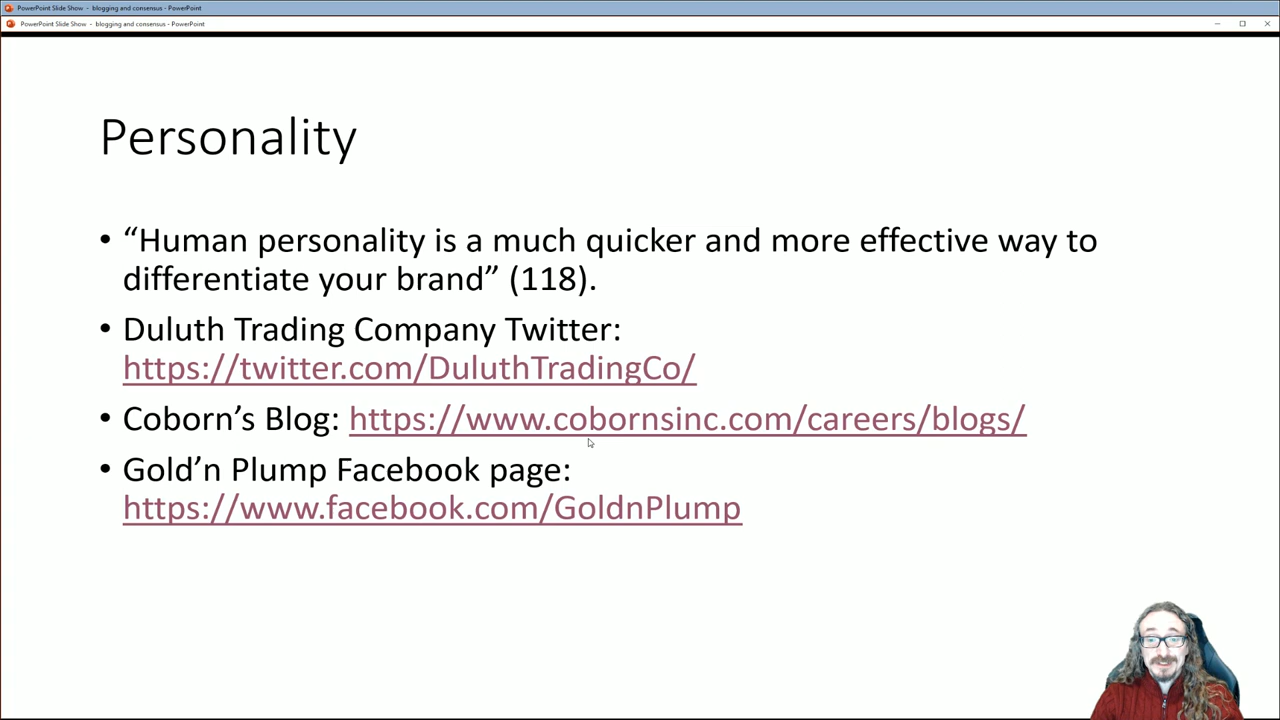 PowerPoint Slide Show - blogging and consensus - PowerPoint
PowerPoint Slide Show - blogging and consensus - PowerPoint
Personality
• “Human personality is a much quicker and more effective way to
differentiate your brand” (118).
• Duluth Trading Company Twitter:
https://twitter.com/DuluthTradingCo/
• Coborn’s Blog: https://www.cobornsinc.com/careers/blogs/
• Gold’n Plump Facebook page:
https://www.facebook.com/GoldnPlump